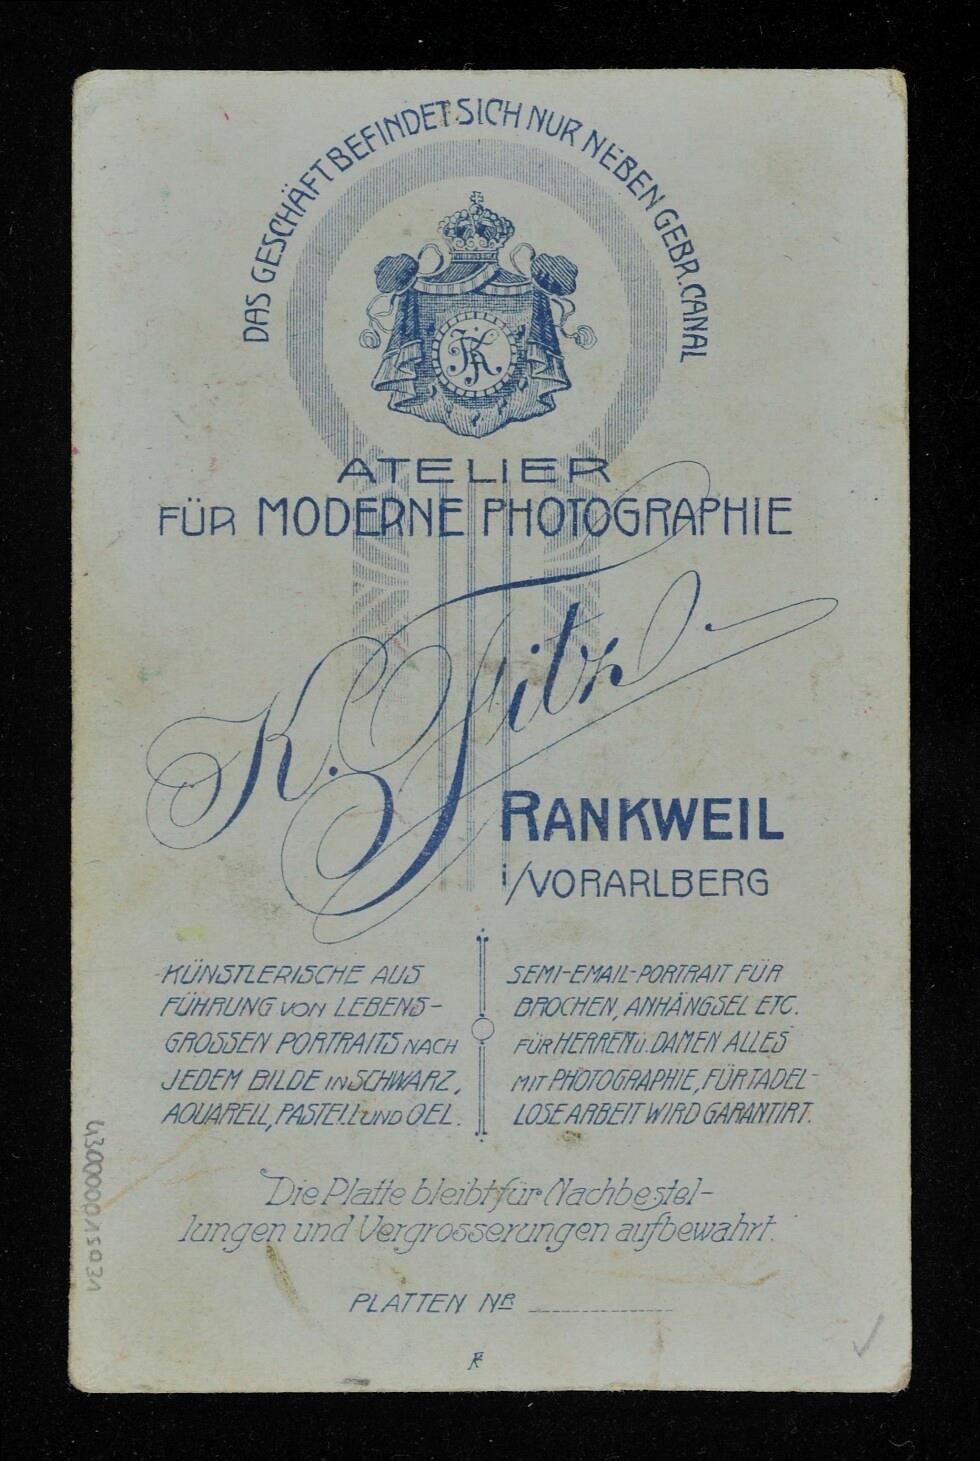 DAS GESCHÄFT BEFINDET SICH NUR NEBEN GEBR. CANAL
ATELIER
FÜR MODERNE PHOTOGRAPHIE
K. Fitz
RANKWEIL
i/VORARLBERG
KÜNSTLERISCHE AUS
FÜHRUNG VON LEBENS-
GROSSEN PORTRAITS NACH
JEDEM BILDE IN SCHWARZ,
AQUARELL, PASTELL UND OEL.
SEMI-EMAIL-PORTRAIT FÜR
BROCHEN, ANHÄNGSEL ETC.
FÜR HERREN U. DAMEN ALLES
MIT PHOTOGRAPHIE, FÜR TADEL-
LOSE ARBEIT WIRD GARANTIRT.
Die Platte bleibt für Nachbestel-
lungen und Vergrosserungen aufbewahrt.
PLATTEN NR